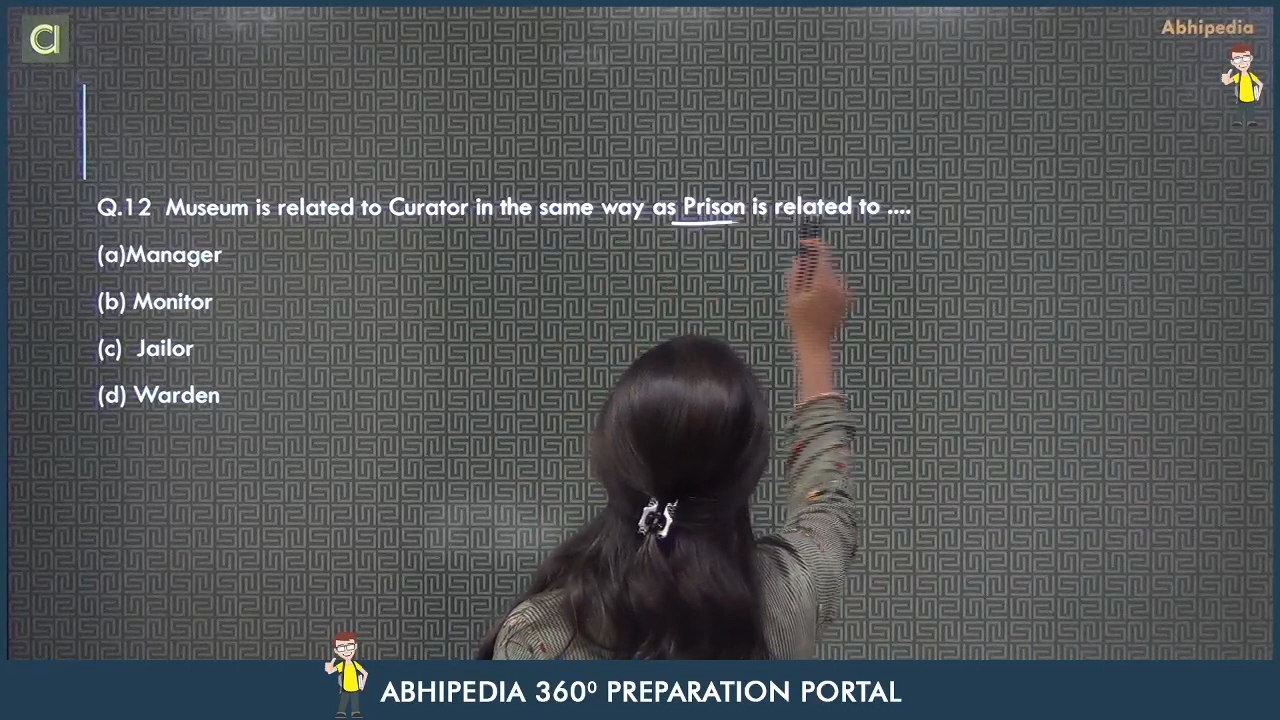 a
Abhipedia
Q.12 Museum is related to Curator in the same way as Prison is related to ....
(a)Manager
(b) Monitor
(c) Jailor
(d) Warden
ABHIPEDIA 360⁰ PREPARATION PORTAL